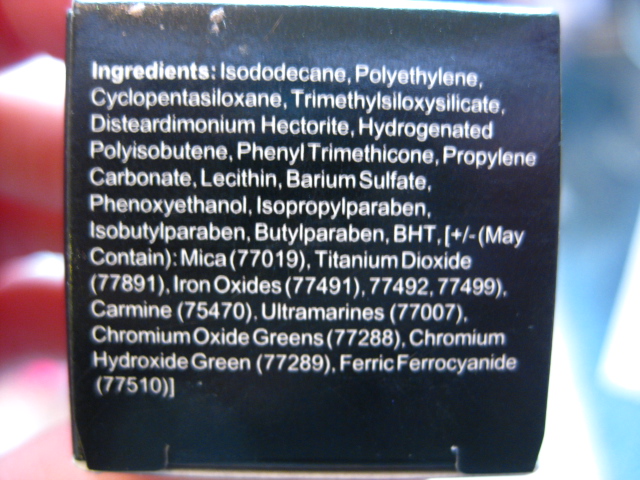 Ingredients: Isododecane, Polyethylene,
Cyclopentasiloxane, Trimethylsiloxysilicate,
Disteardimonium Hectorite, Hydrogenated
Polyisobutene, Phenyl Trimethicone, Propylene
Carbonate, Lecithin, Barium Sulfate,
Phenoxyethanol, Isopropylparaben,
Isobutylparaben, Butylparaben, BHT, [+/-(May
Contain): Mica (77019), Titanium Dioxide
(77891), Iron Oxides (77491, 77492, 77499),
Carmine (75470), Ultramarines (77007),
Chromium Oxide Greens (77288), Chromium
Hydroxide Green (77289), Ferric Ferrocyanide
(77510)]